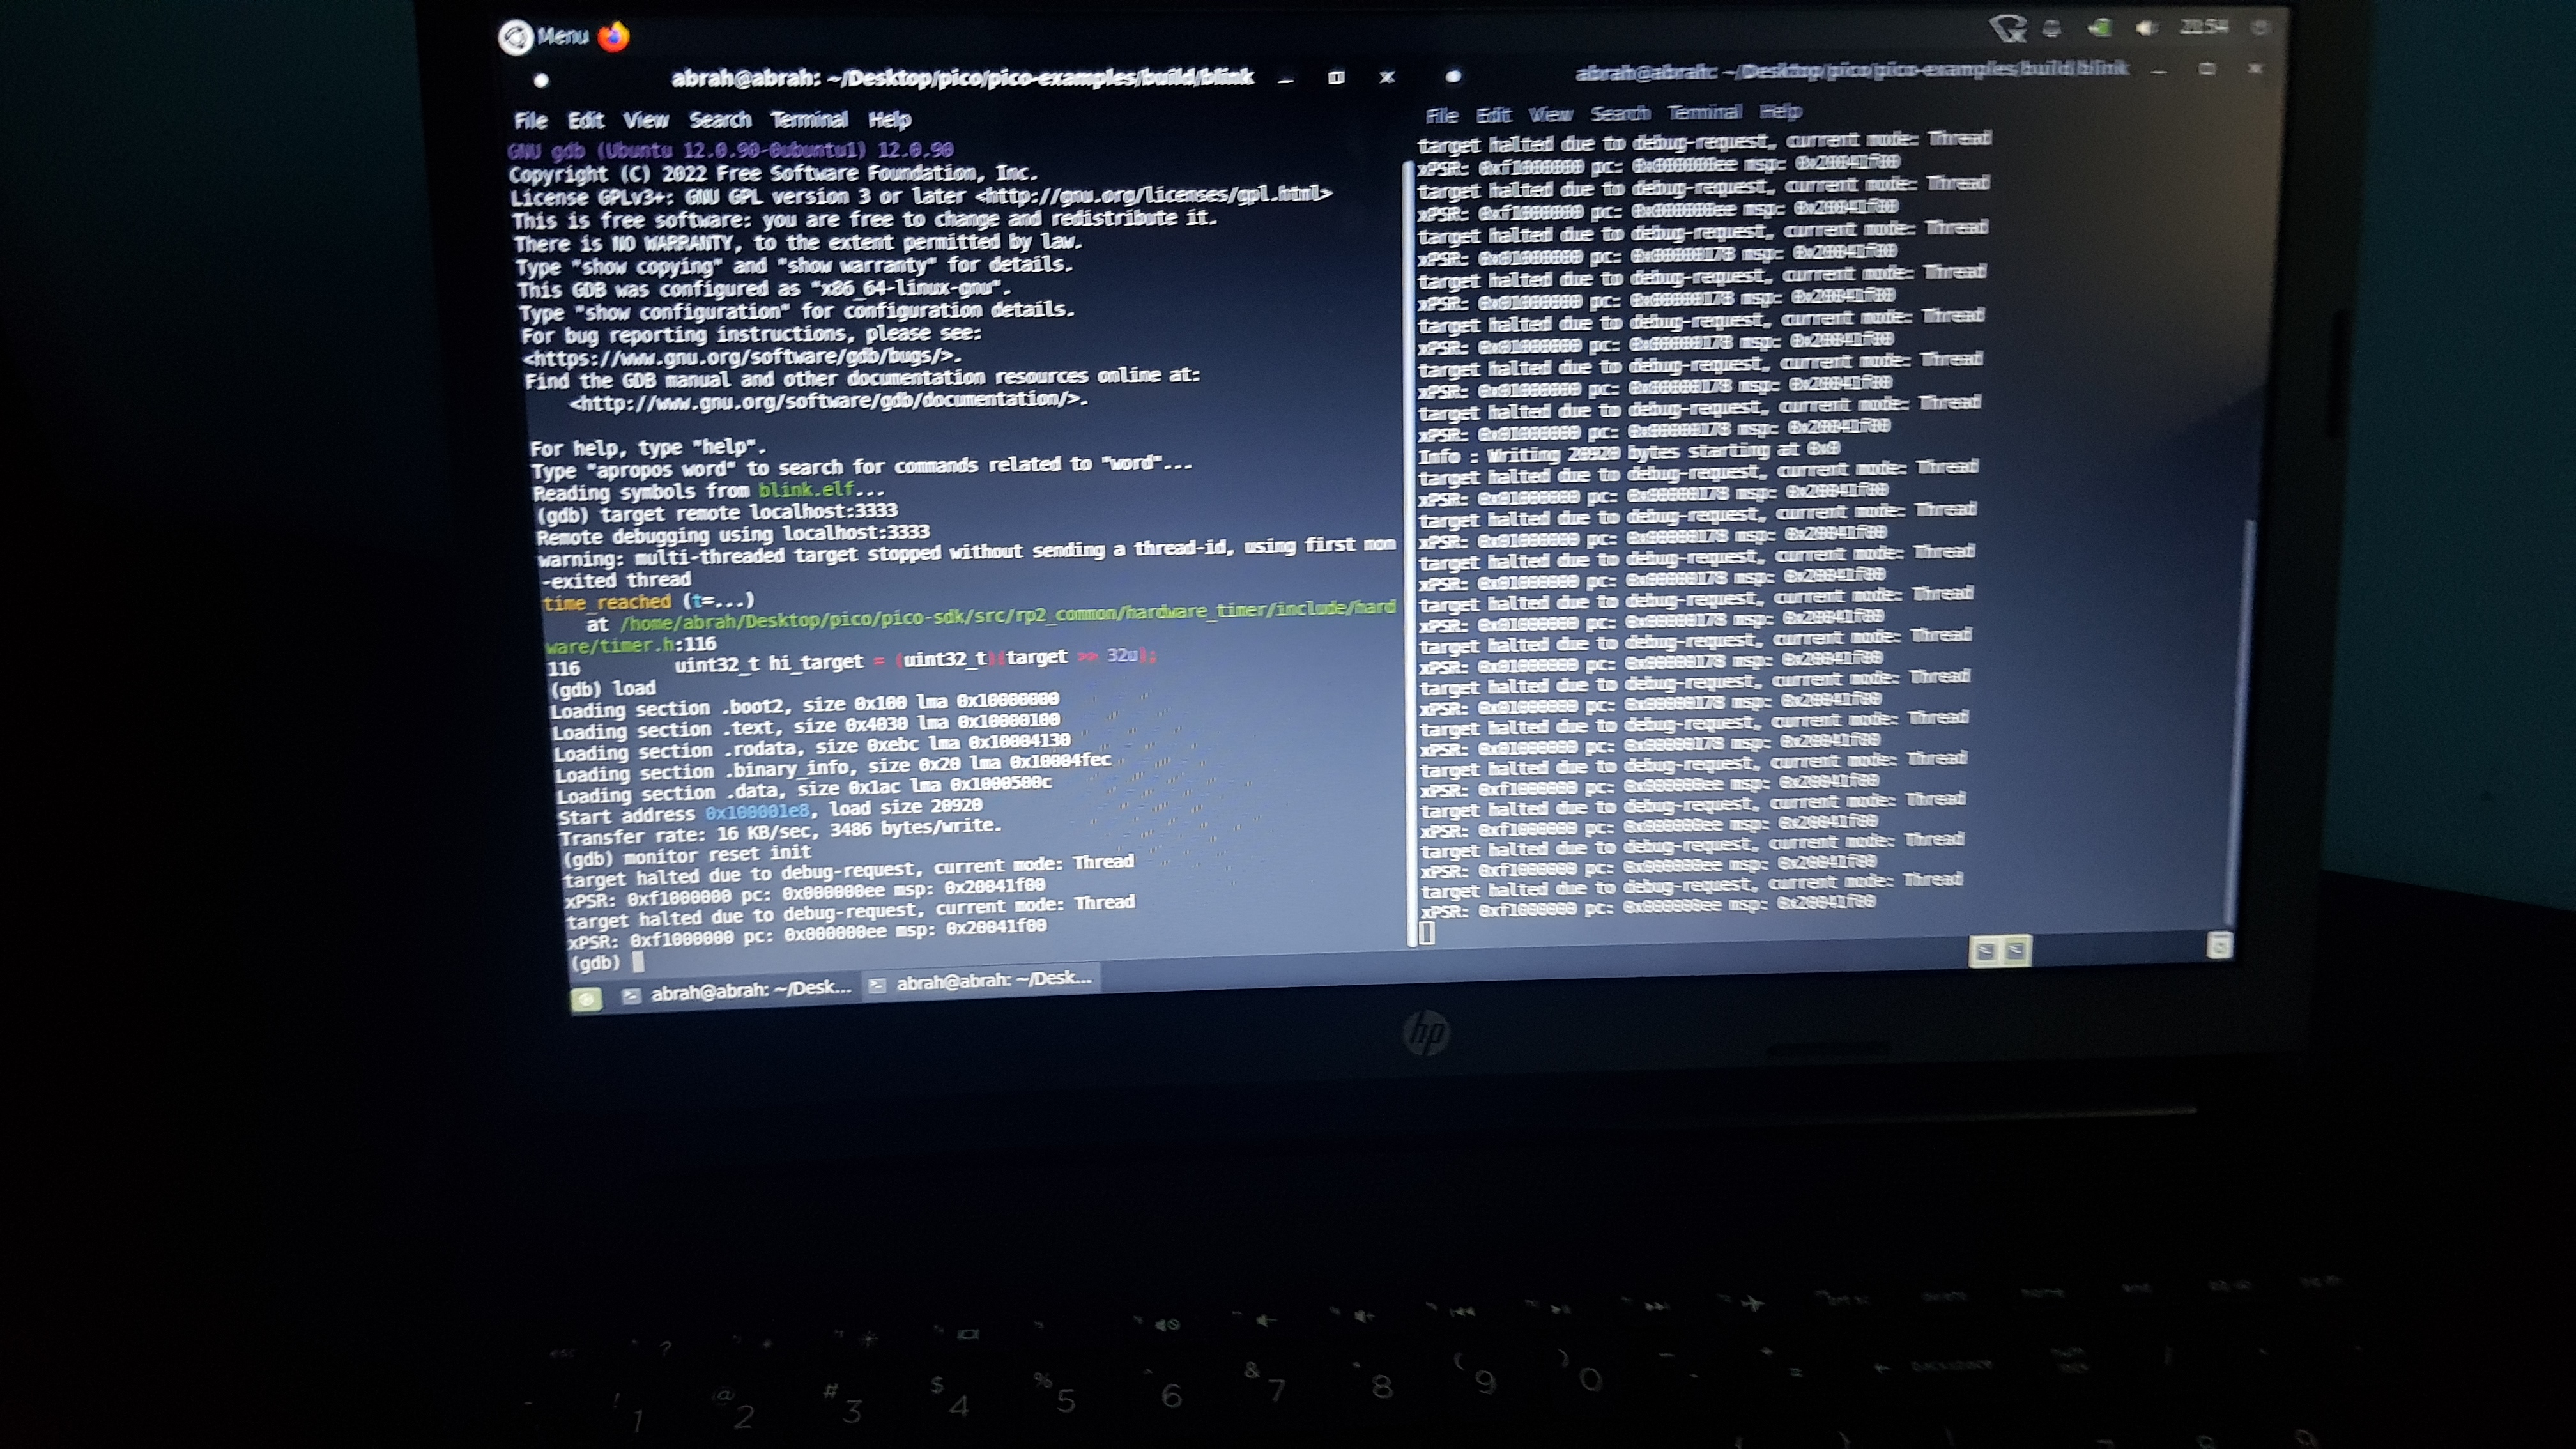 Menu
20:54
abrah@abrah: ~/Desktop/pico/pico-examples/build/blink
File Edit View Search Terminal Help
GNU gdb (Ubuntu 12.0.90-0ubuntu1) 12.0.90
Copyright (C) 2022 Free Software Foundation, Inc.
License GPLv3+: GNU GPL version 3 or later <http://gnu.org/licenses/gpl.html>
This is free software: you are free to change and redistribute it.
There is NO WARRANTY, to the extent permitted by law.
Type "show copying" and "show warranty" for details.
This GDB was configured as "x86_64-linux-gnu".
Type "show configuration" for configuration details.
For bug reporting instructions, please see:
<https://www.gnu.org/software/gdb/bugs/>.
Find the GDB manual and other documentation resources online at:
<http://www.gnu.org/software/gdb/documentation/>.
For help, type "help".
Type "apropos word" to search for commands related to "word"...
Reading symbols from blink.elf...
(gdb) target remote localhost:3333
Remote debugging using localhost:3333
warning: multi-threaded target stopped without sending a thread-id, using first non
-exited thread
time_reached (t=...)
at /home/abrah/Desktop/pico/pico-sdk/src/rp2_common/hardware_timer/include/hard
ware/timer.h:116
116 uint32_t hi_target = (uint32_t)(target >> 32u);
(gdb) load
Loading section .boot2, size 0x100 lma 0x10000000
Loading section .text, size 0x4030 lma 0x10000100
Loading section .rodata, size 0xebc lma 0x10004130
Loading section .binary_info, size 0x20 lma 0x10004fec
Loading section .data, size 0x1ac lma 0x1000500c
Start address 0x100001e8, load size 20920
Transfer rate: 16 KB/sec, 3486 bytes/write.
(gdb) monitor reset init
target halted due to debug-request, current mode: Thread
xPSR: 0xf1000000 pc: 0x000000ee msp: 0x20041f00
target halted due to debug-request, current mode: Thread
xPSR: 0xf1000000 pc: 0x000000ee msp: 0x20041f00
(gdb)
abrah@abrah: ~/Desktop/pico/pico-examples/build/blink
File Edit View Search Terminal Help
target halted due to debug-request, current mode: Thread
xPSR: 0xf1000000 pc: 0x000000ee msp: 0x20041f00
target halted due to debug-request, current mode: Thread
xPSR: 0xf1000000 pc: 0x000000ee msp: 0x20041f00
target halted due to debug-request, current mode: Thread
xPSR: 0x01000000 pc: 0x00000178 msp: 0x20041f00
target halted due to debug-request, current mode: Thread
xPSR: 0x01000000 pc: 0x00000178 msp: 0x20041f00
target halted due to debug-request, current mode: Thread
xPSR: 0x01000000 pc: 0x00000178 msp: 0x20041f00
target halted due to debug-request, current mode: Thread
xPSR: 0x01000000 pc: 0x00000178 msp: 0x20041f00
target halted due to debug-request, current mode: Thread
xPSR: 0x01000000 pc: 0x00000178 msp: 0x20041f00
Info : Writing 20920 bytes starting at 0x0
target halted due to debug-request, current mode: Thread
xPSR: 0x01000000 pc: 0x00000178 msp: 0x20041f00
target halted due to debug-request, current mode: Thread
xPSR: 0x01000000 pc: 0x00000178 msp: 0x20041f00
target halted due to debug-request, current mode: Thread
xPSR: 0x01000000 pc: 0x00000178 msp: 0x20041f00
target halted due to debug-request, current mode: Thread
xPSR: 0x01000000 pc: 0x00000178 msp: 0x20041f00
target halted due to debug-request, current mode: Thread
xPSR: 0x01000000 pc: 0x00000178 msp: 0x20041f00
target halted due to debug-request, current mode: Thread
xPSR: 0x01000000 pc: 0x00000178 msp: 0x20041f00
target halted due to debug-request, current mode: Thread
xPSR: 0x01000000 pc: 0x00000178 msp: 0x20041f00
target halted due to debug-request, current mode: Thread
xPSR: 0xf1000000 pc: 0x000000ee msp: 0x20041f00
target halted due to debug-request, current mode: Thread
xPSR: 0xf1000000 pc: 0x000000ee msp: 0x20041f00
target halted due to debug-request, current mode: Thread
xPSR: 0xf1000000 pc: 0x000000ee msp: 0x20041f00
target halted due to debug-request, current mode: Thread
xPSR: 0xf1000000 pc: 0x000000ee msp: 0x20041f00
abrah@abrah: ~/Desk... abrah@abrah: ~/Desk...
hp
esc ?
! 1 @ 2 # 3 $ 4 % 5 ^ 6 & 7 * 8 ( 9 ) 0 - + =